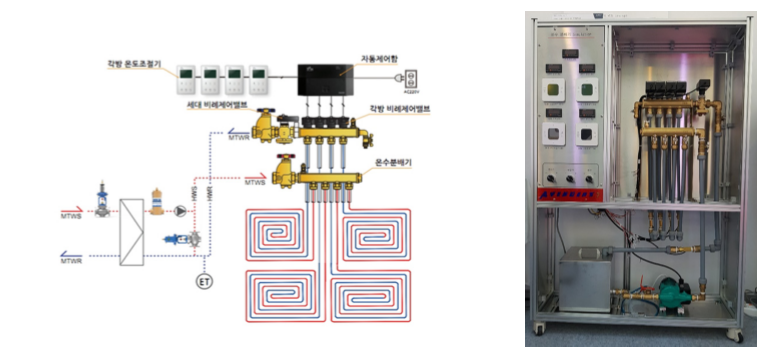 각방 온도조절기
자동제어함
AC220V
세대 비례제어밸브
각방 비례제어밸브
MTWR
온수분배기
MTWS
HWS
HWR
MTWS
MTWR
ET